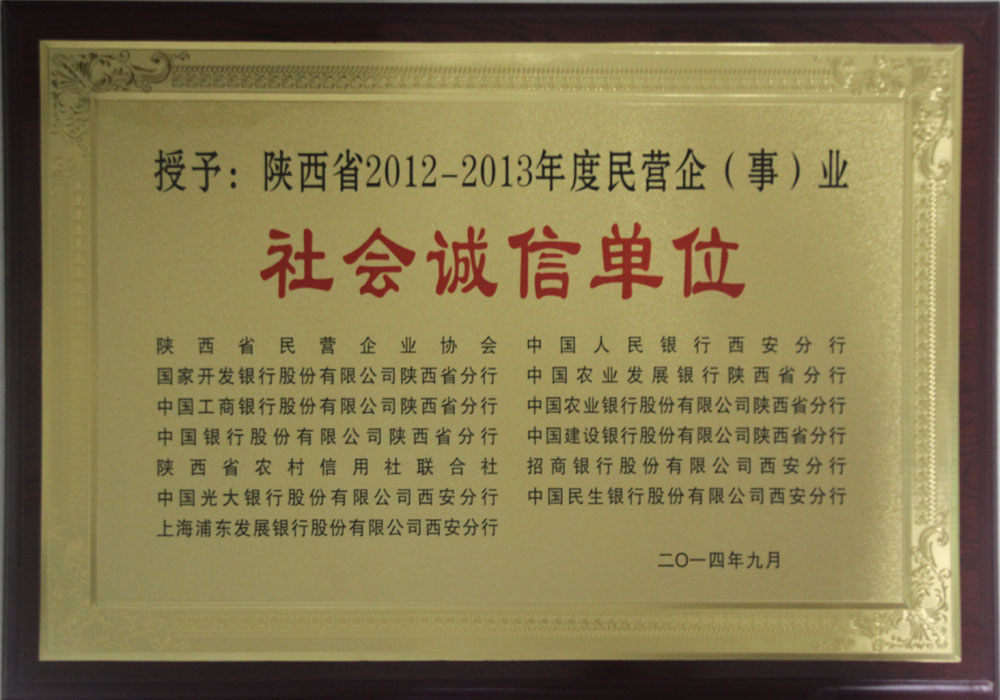 授予：陕西省2012-2013年度民营企（事）业
社会诚信单位
陕西省民营企业协会
中国人民银行西安分行
国家开发银行股份有限公司陕西省分行
中国农业发展银行陕西省分行
中国工商银行股份有限公司陕西省分行
中国农业银行股份有限公司陕西省分行
中国银行股份有限公司陕西省分行
中国建设银行股份有限公司陕西省分行
陕西省农村信用社联合社
招商银行股份有限公司西安分行
中国光大银行股份有限公司西安分行
中国民生银行股份有限公司西安分行
上海浦东发展银行股份有限公司西安分行
二〇一四年九月